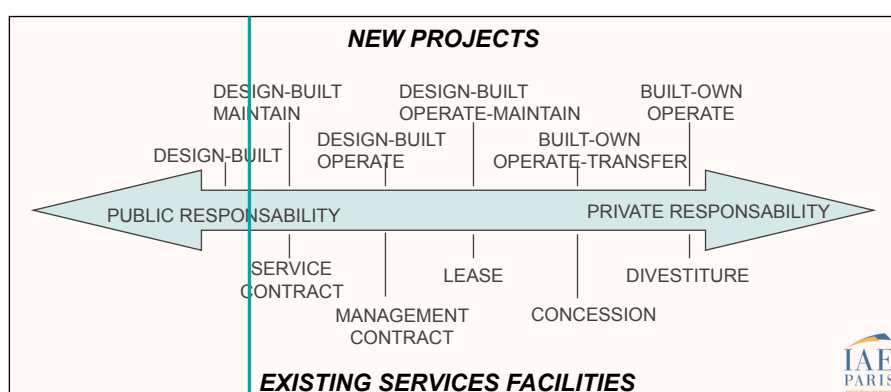 NEW PROJECTS
DESIGN-BUILT
MAINTAIN
DESIGN-BUILT
OPERATE-MAINTAIN
BUILT-OWN
OPERATE
DESIGN-BUILT
DESIGN-BUILT
OPERATE
BUILT-OWN
OPERATE-TRANSFER
PUBLIC RESPONSABILITY
PRIVATE RESPONSABILITY
SERVICE
CONTRACT
LEASE
DIVESTITURE
MANAGEMENT
CONTRACT
CONCESSION
EXISTING SERVICES FACILITIES
IAE
PARIS